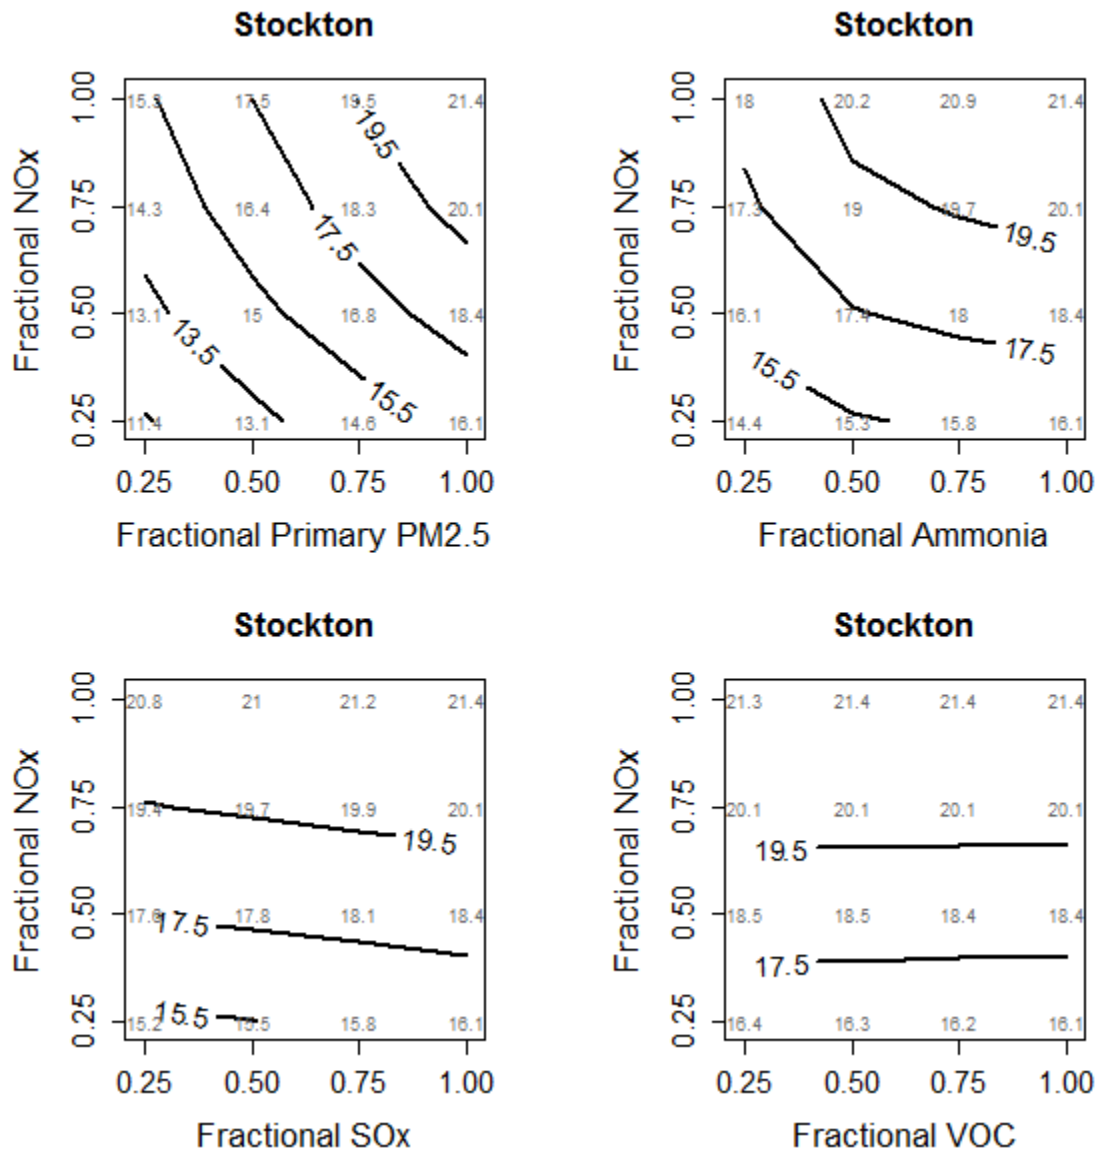 Stockton
Fractional NOx
1.00
0.75
0.50
0.25
15.3 17.5 19.5 21.4
19.5
14.3 16.4 18.3 20.1
17.5
13.1 15 16.8 18.4
13.5
15.5
11.4 13.1 14.6 16.1
0.25 0.50 0.75 1.00
Fractional Primary PM2.5
Stockton
Fractional NOx
1.00
0.75
0.50
0.25
18 20.2 20.9 21.4
17.3 19 19.7 20.1
19.5
16.1 17.4 18 18.4
17.5
15.5
14.4 15.3 15.8 16.1
0.25 0.50 0.75 1.00
Fractional Ammonia
Stockton
Fractional NOx
1.00
0.75
0.50
0.25
20.8 21 21.2 21.4
19.4 19.7 19.9 20.1
19.5
17.8 18.1 18.4
17.5
15.5
15.2 15.5 15.8 16.1
0.25 0.50 0.75 1.00
Fractional SOx
Stockton
Fractional NOx
1.00
0.75
0.50
0.25
21.3 21.4 21.4 21.4
20.1 20.1 20.1 20.1
19.5
18.5 18.5 18.4 18.4
17.5
16.4 16.3 16.2 16.1
0.25 0.50 0.75 1.00
Fractional VOC